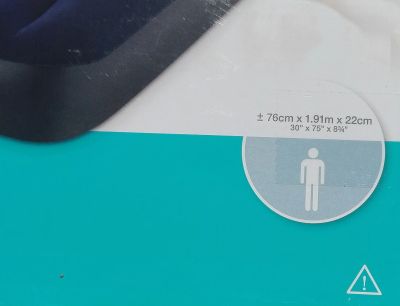 ± 76cm x 1.91m x 22cm
30" x 75" x 8¾"